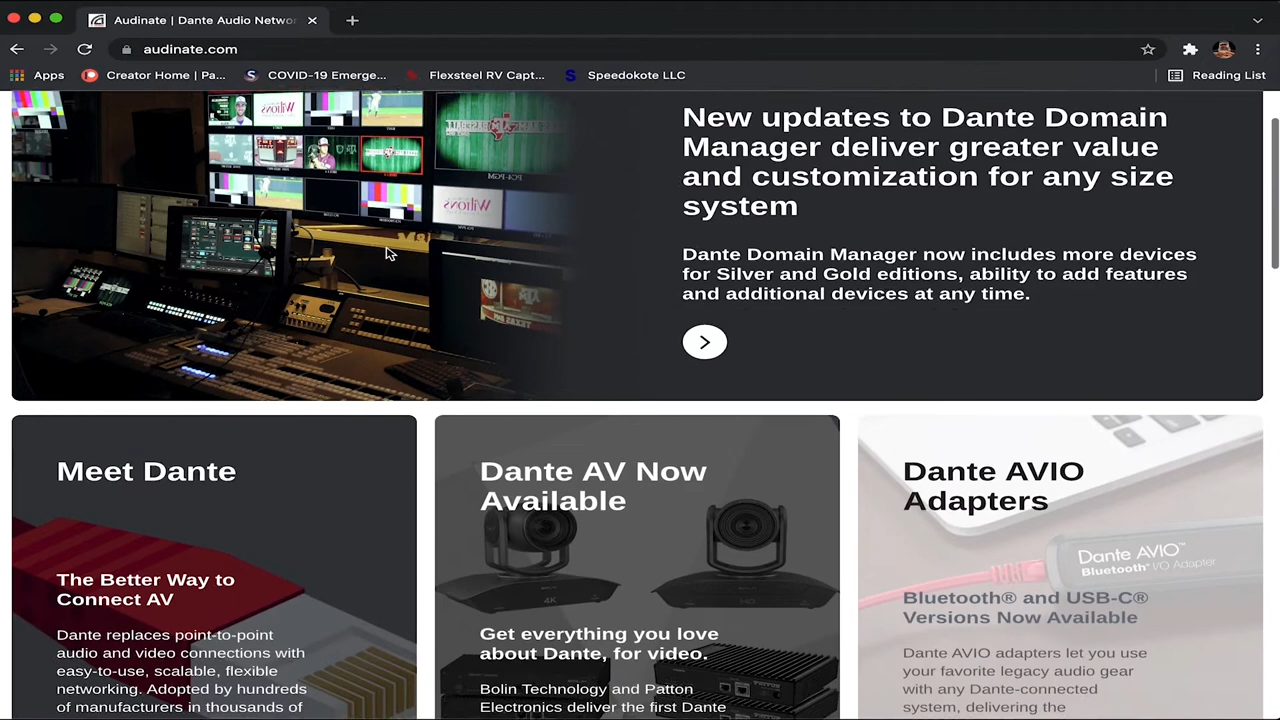 Audinate | Dante Audio Networ
audinate.com
Apps
Creator Home | Pa...
COVID-19 Emerge...
Flexsteel RV Capt...
Speedokote LLC
Reading List
New updates to Dante Domain
Manager deliver greater value
and customization for any size
system
Dante Domain Manager now includes more devices
for Silver and Gold editions, ability to add features
and additional devices at any time.
Meet Dante
The Better Way to
Connect AV
Dante replaces point-to-point
audio and video connections with
easy-to-use, scalable, flexible
networking. Adopted by hundreds
of manufacturers in thousands of
Dante AV Now
Available
4K
Get everything you love
about Dante, for video.
Bolin Technology and Patton
Electronics deliver the first Dante
Dante AVIO
Adapters
Dante AVIO™
Bluetooth® I/O Adapter
Bluetooth® and USB-C®
Versions Now Available
Dante AVIO adapters let you use
your favorite legacy audio gear
with any Dante-connected
system, delivering the